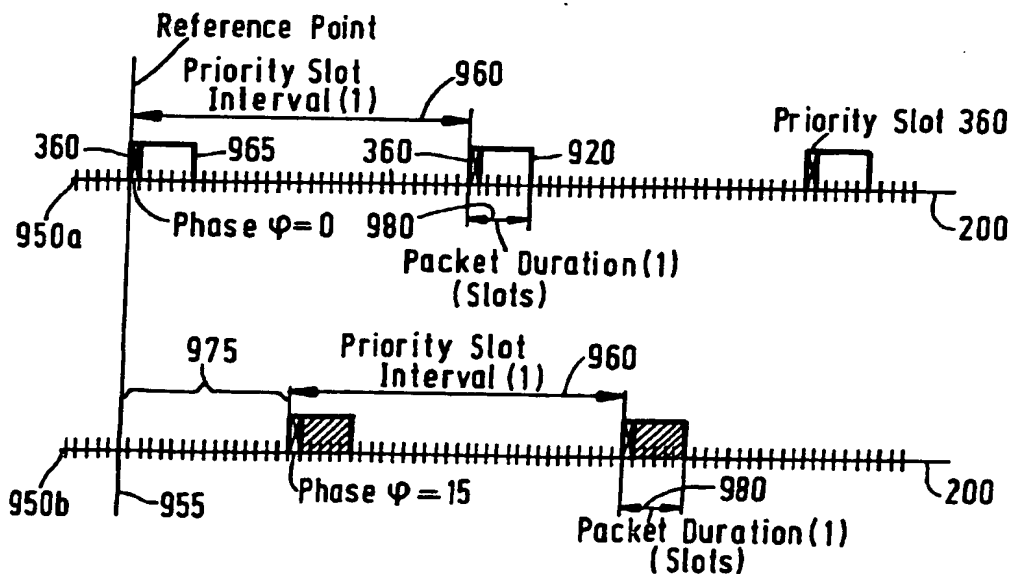 Reference Point
Priority Slot
Interval(1)
960
Priority Slot 360
360
965
360
920
950a
Phase φ=0
980
200
Packet Duration(1)
(Slots)
975
Priority Slot
Interval(1)
960
950b
955
Phase φ=15
980
200
Packet Duration(1)
(Slots)